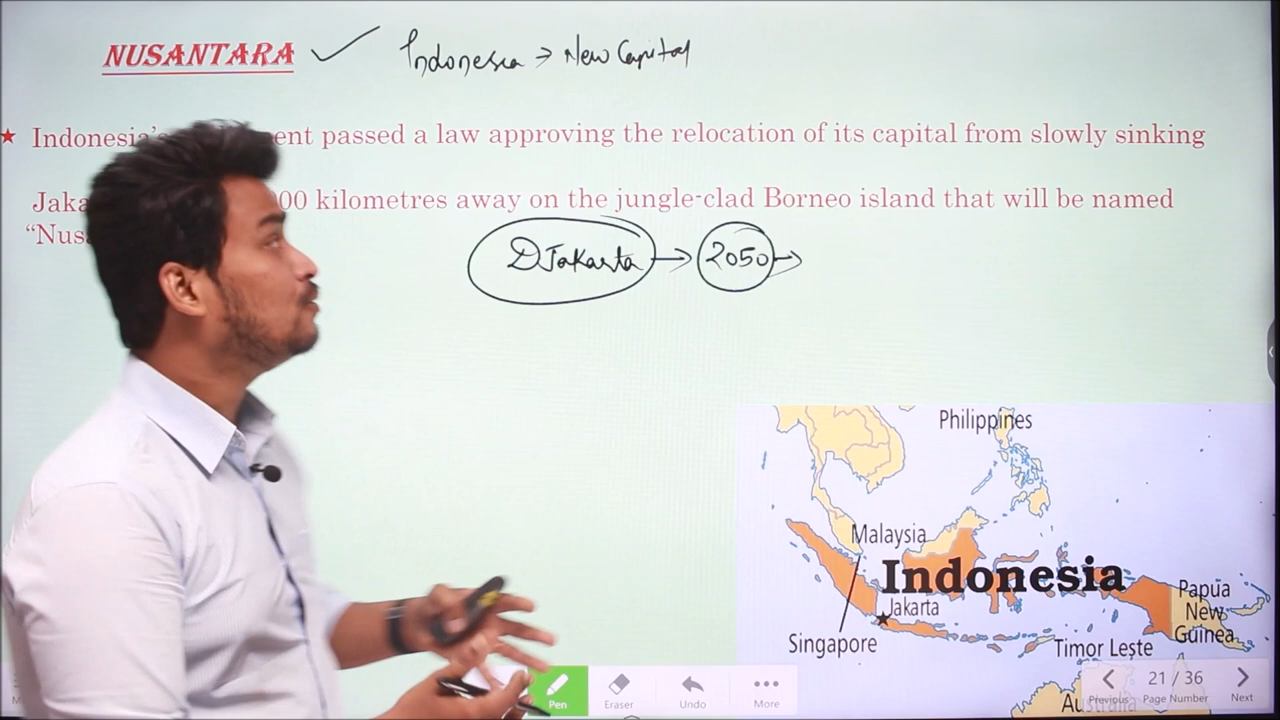 NUSANTARA ✓ Indonesia → New Capital
★ Indonesia's ent passed a law approving the relocation of its capital from slowly sinking
Jaka 00 kilometres away on the jungle-clad Borneo island that will be named
“Nus
DJakarta → 2050 →
Philippines
Malaysia
Indonesia
Jakarta
Singapore
Papua
New
Guinea
Timor Leste
Au
Pen
Eraser
Undo
More
Previous
21 / 36
Page Number
Next